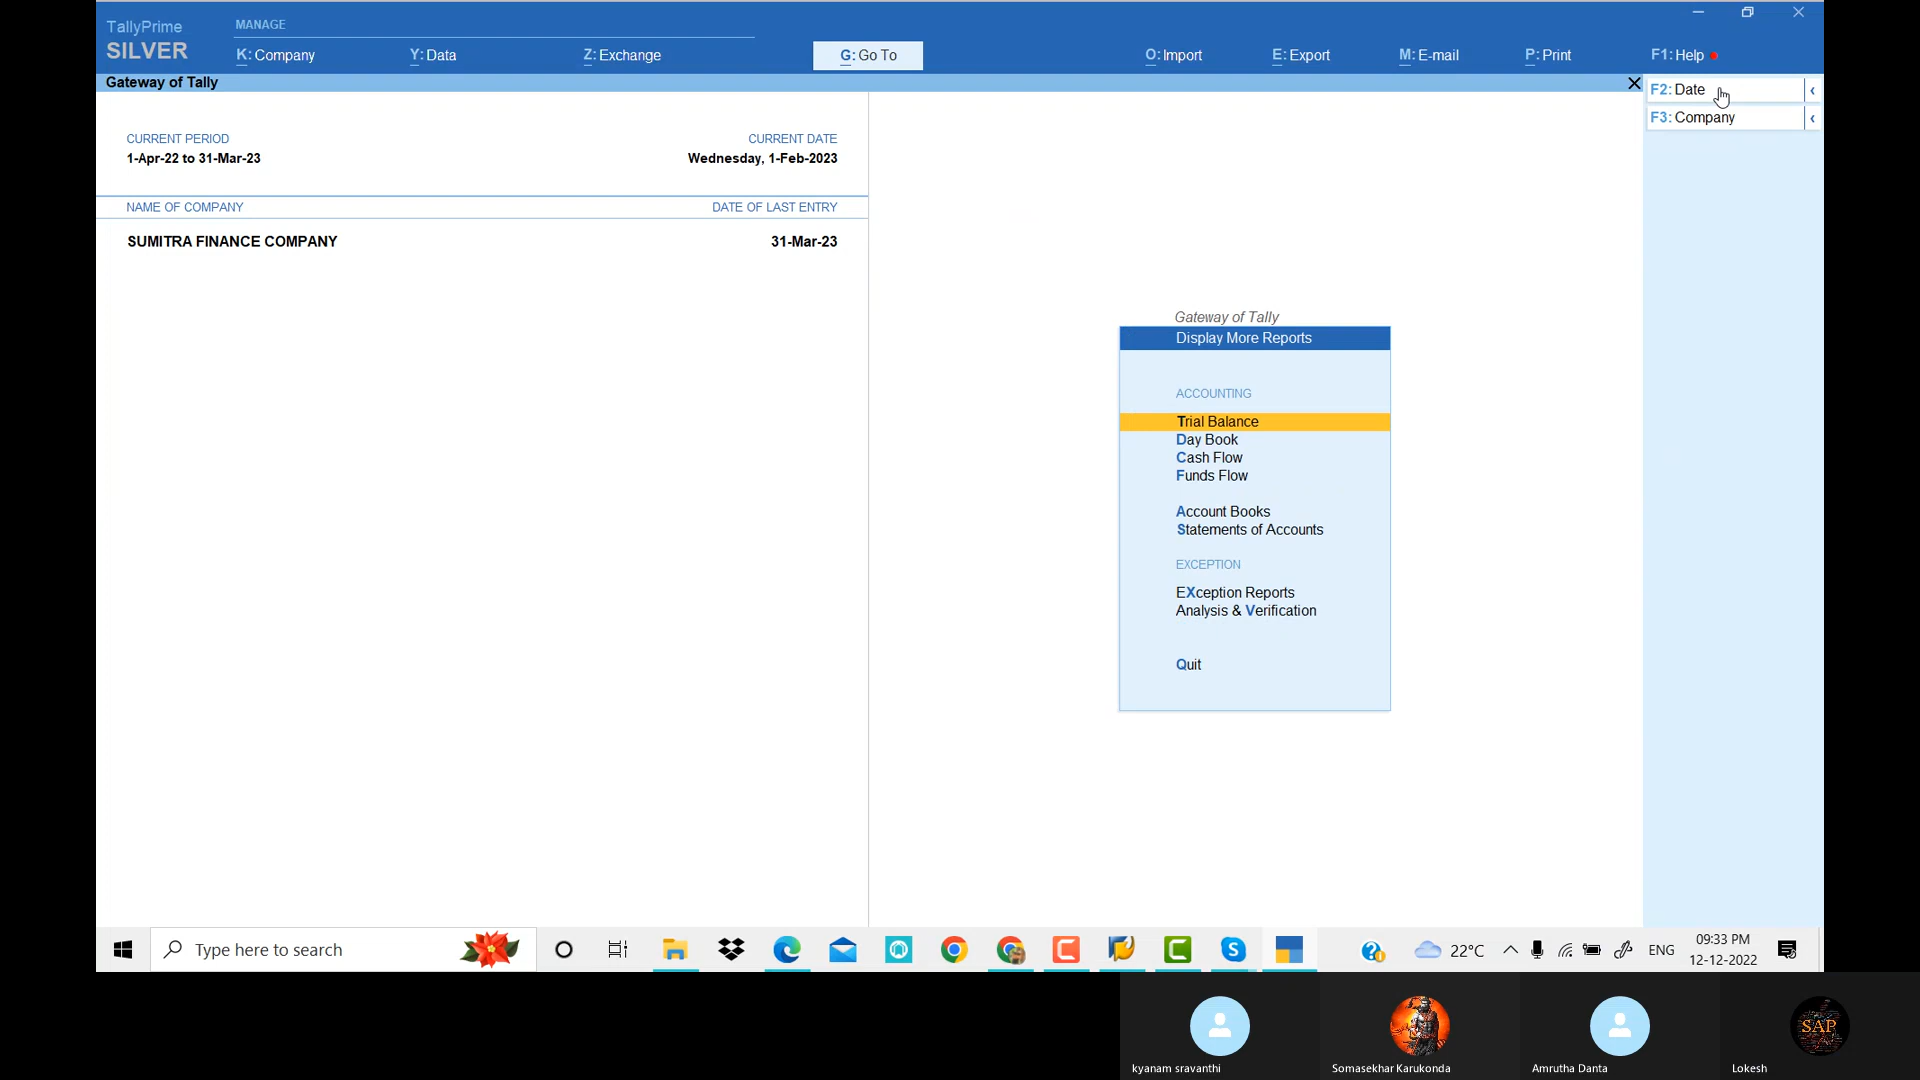 TallyPrime
SILVER
MANAGE
K: Company
Y: Data
Z: Exchange
G: Go To
O: Import
E: Export
M: E-mail
P: Print
F1: Help
Gateway of Tally
F2: Date
F3: Company
CURRENT PERIOD
CURRENT DATE
1-Apr-22 to 31-Mar-23
Wednesday, 1-Feb-2023
NAME OF COMPANY
DATE OF LAST ENTRY
SUMITRA FINANCE COMPANY
31-Mar-23
Gateway of Tally
Display More Reports
ACCOUNTING
Trial Balance
Day Book
Cash Flow
Funds Flow
Account Books
Statements of Accounts
EXCEPTION
EXception Reports
Analysis & Verification
Quit
Type here to search
22°C
ENG
09:33 PM
12-12-2022
SAP
kyanam sravanthi
Somasekhar Karukonda
Amrutha Danta
Lokesh